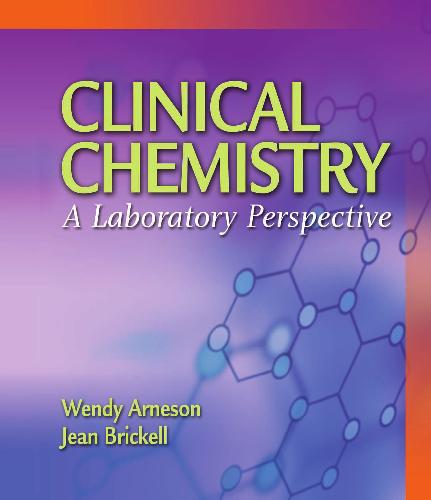 CLINICAL
CHEMISTRY
A Laboratory Perspective
Wendy Arneson
Jean Brickell